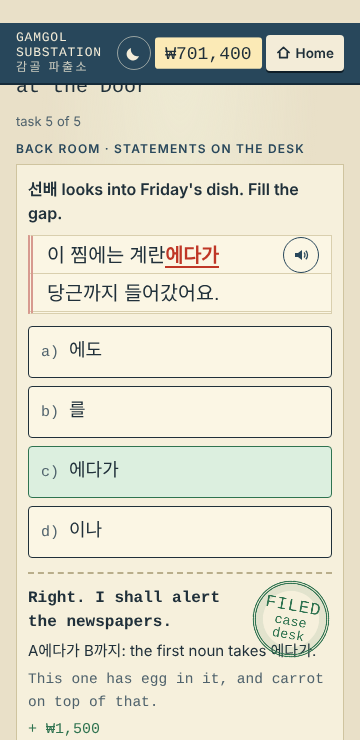 GAMGOL
SUBSTATION
감골 파출소
₩701,400
Home
at the Door
task 5 of 5
BACK ROOM · STATEMENTS ON THE DESK
선배 looks into Friday's dish. Fill the
gap.
이 찜에는 계란에다가
당근까지 들어갔어요.
a) 에도
b) 를
c) 에다가
d) 이나
Right. I shall alert
the newspapers.
FILED
case
desk
A에다가 B까지: the first noun takes 에다가.
This one has egg in it, and carrot
on top of that.
+ ₩1,500